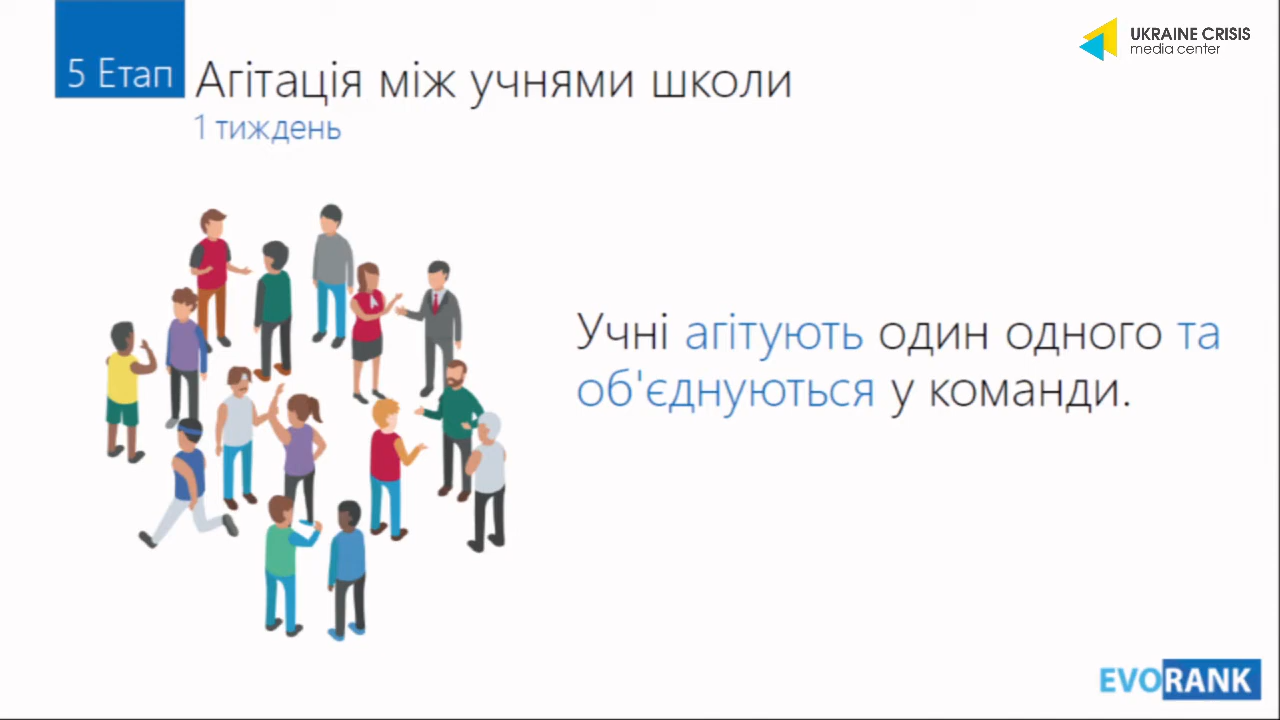 5 Етап
Агітація між учнями школи
1 тиждень
UKRAINE CRISIS
media center
Учні агітують один одного та
об'єднуються у команди.
EVORANK